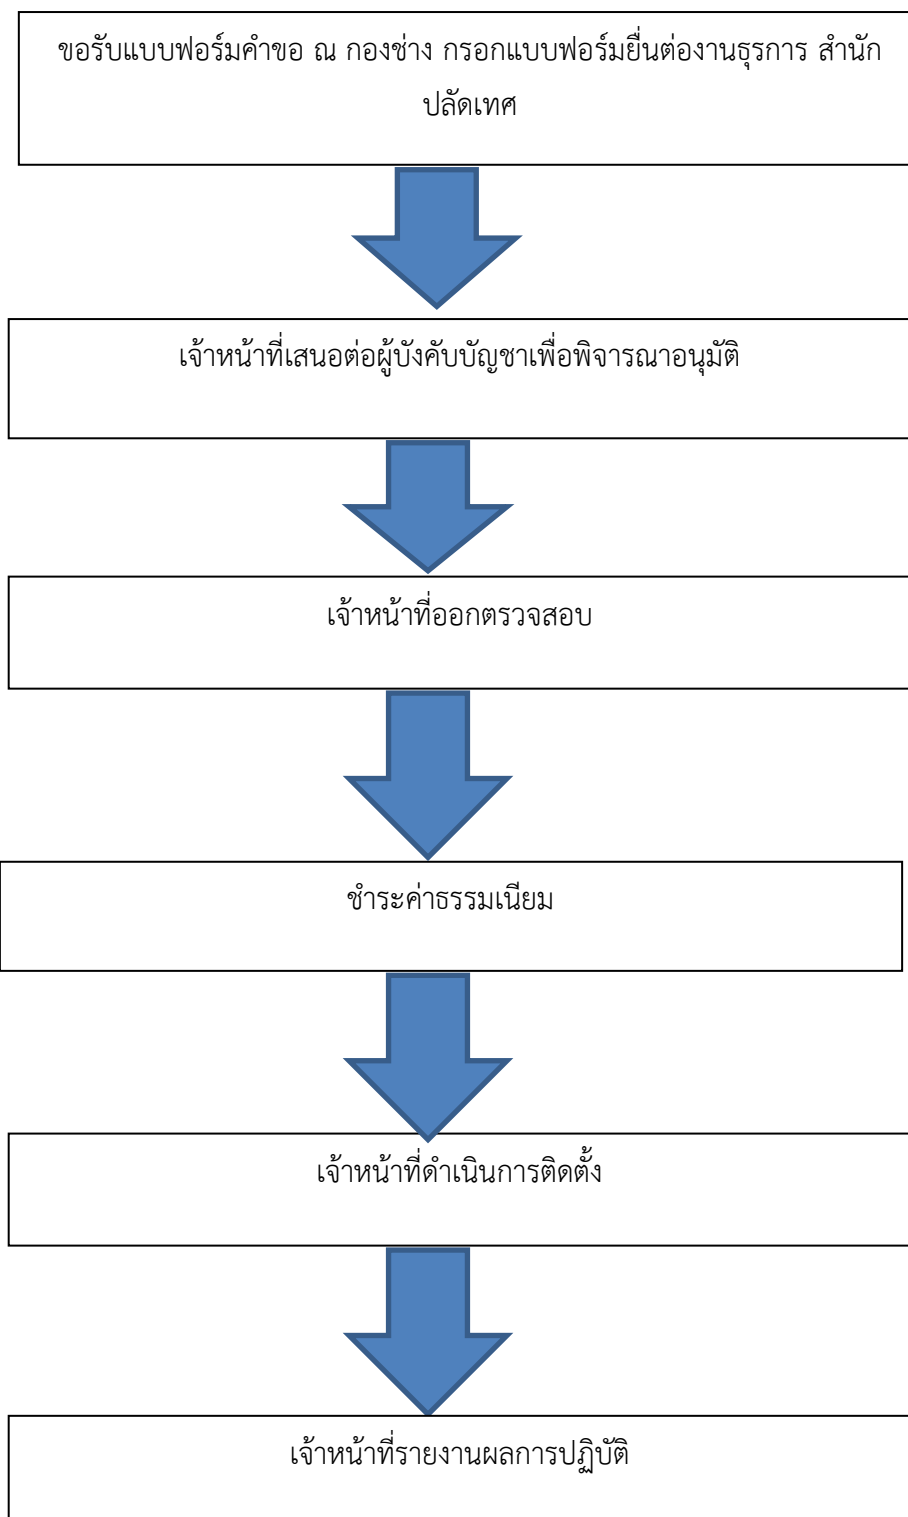 ขอรับแบบฟอร์มคำขอ ณ กองช่าง กรอกแบบฟอร์มยื่นต่องานธุรการ สำนัก
ปลัดเทศ
เจ้าหน้าที่เสนอต่อผู้บังคับบัญชาเพื่อพิจารณาอนุมัติ
เจ้าหน้าที่ออกตรวจสอบ
ชำระค่าธรรมเนียม
เจ้าหน้าที่ดำเนินการติดตั้ง
เจ้าหน้าที่รายงานผลการปฏิบัติ